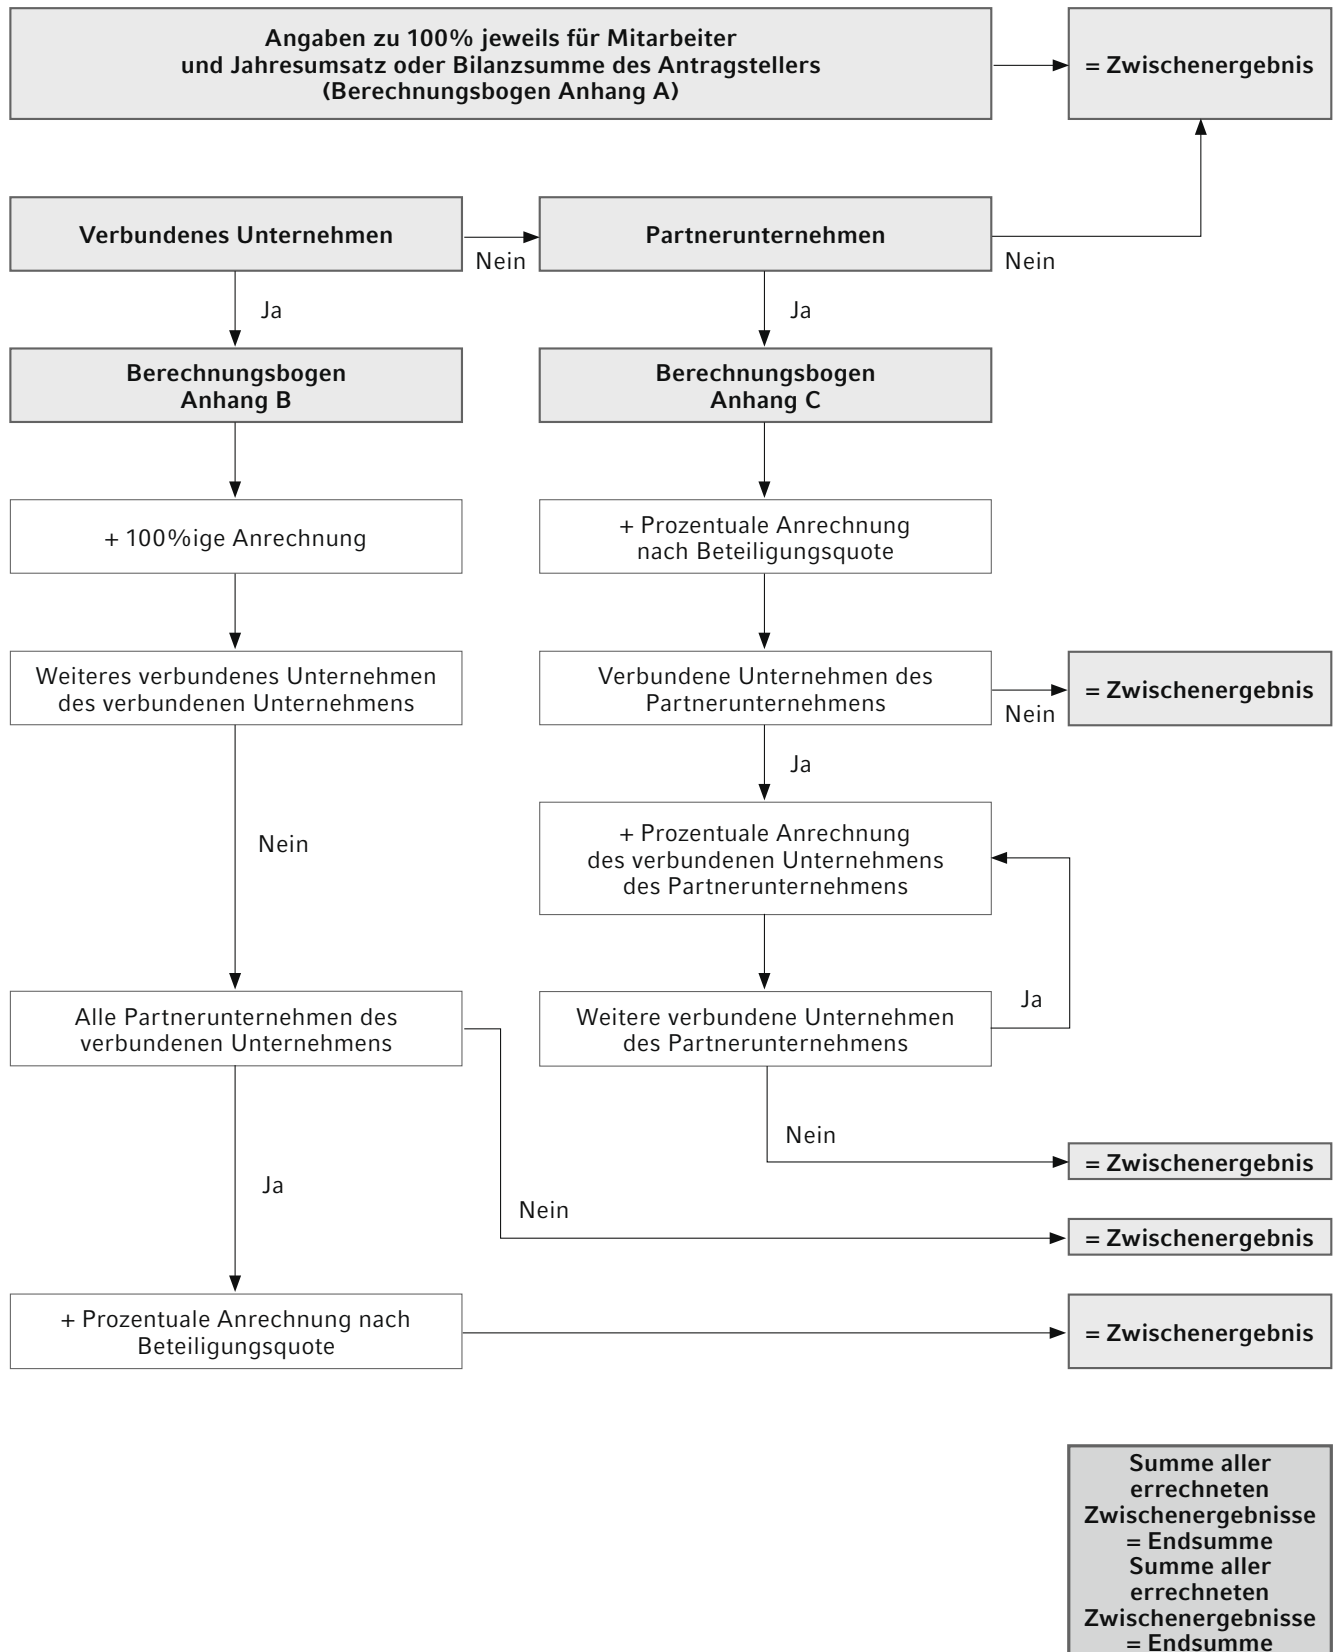 Angaben zu 100% jeweils für Mitarbeiter
und Jahresumsatz oder Bilanzsumme des Antragstellers
(Berechnungsbogen Anhang A)
= Zwischenergebnis
Verbundenes Unternehmen
Nein
Partnerunternehmen
Nein
Ja
Ja
Berechnungsbogen
Anhang B
Berechnungsbogen
Anhang C
+ 100%ige Anrechnung
+ Prozentuale Anrechnung
nach Beteiligungsquote
Weiteres verbundenes Unternehmen
des verbundenen Unternehmens
Verbundene Unternehmen des
Partnerunternehmens
Nein
= Zwischenergebnis
Ja
Nein
+ Prozentuale Anrechnung
des verbundenen Unternehmens
des Partnerunternehmens
Alle Partnerunternehmen des
verbundenen Unternehmens
Weitere verbundene Unternehmen
des Partnerunternehmens
Ja
Nein
= Zwischenergebnis
Ja
Nein
= Zwischenergebnis
+ Prozentuale Anrechnung nach
Beteiligungsquote
= Zwischenergebnis
Summe aller
errechneten
Zwischenergebnisse
= Endsumme
Summe aller
errechneten
Zwischenergebnisse
= Endsumme